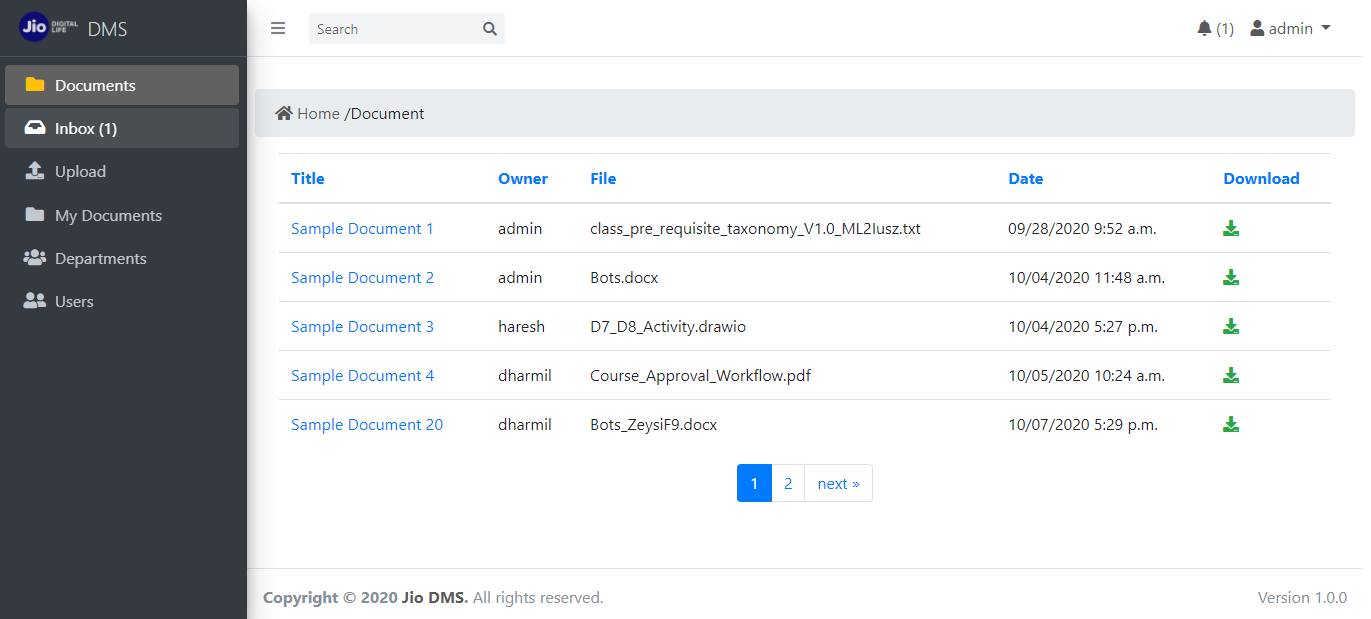 Jio DIGITAL LIFE DMS
Search
(1) admin
Documents
Inbox (1)
Upload
My Documents
Departments
Users
Home /Document
Title Owner File Date Download
Sample Document 1 admin class_pre_requisite_taxonomy_V1.0_ML2Iusz.txt 09/28/2020 9:52 a.m.
Sample Document 2 admin Bots.docx 10/04/2020 11:48 a.m.
Sample Document 3 haresh D7_D8_Activity.drawio 10/04/2020 5:27 p.m.
Sample Document 4 dharmil Course_Approval_Workflow.pdf 10/05/2020 10:24 a.m.
Sample Document 20 dharmil Bots_ZeysiF9.docx 10/07/2020 5:29 p.m.
1 2 next »
Copyright © 2020 Jio DMS. All rights reserved. Version 1.0.0